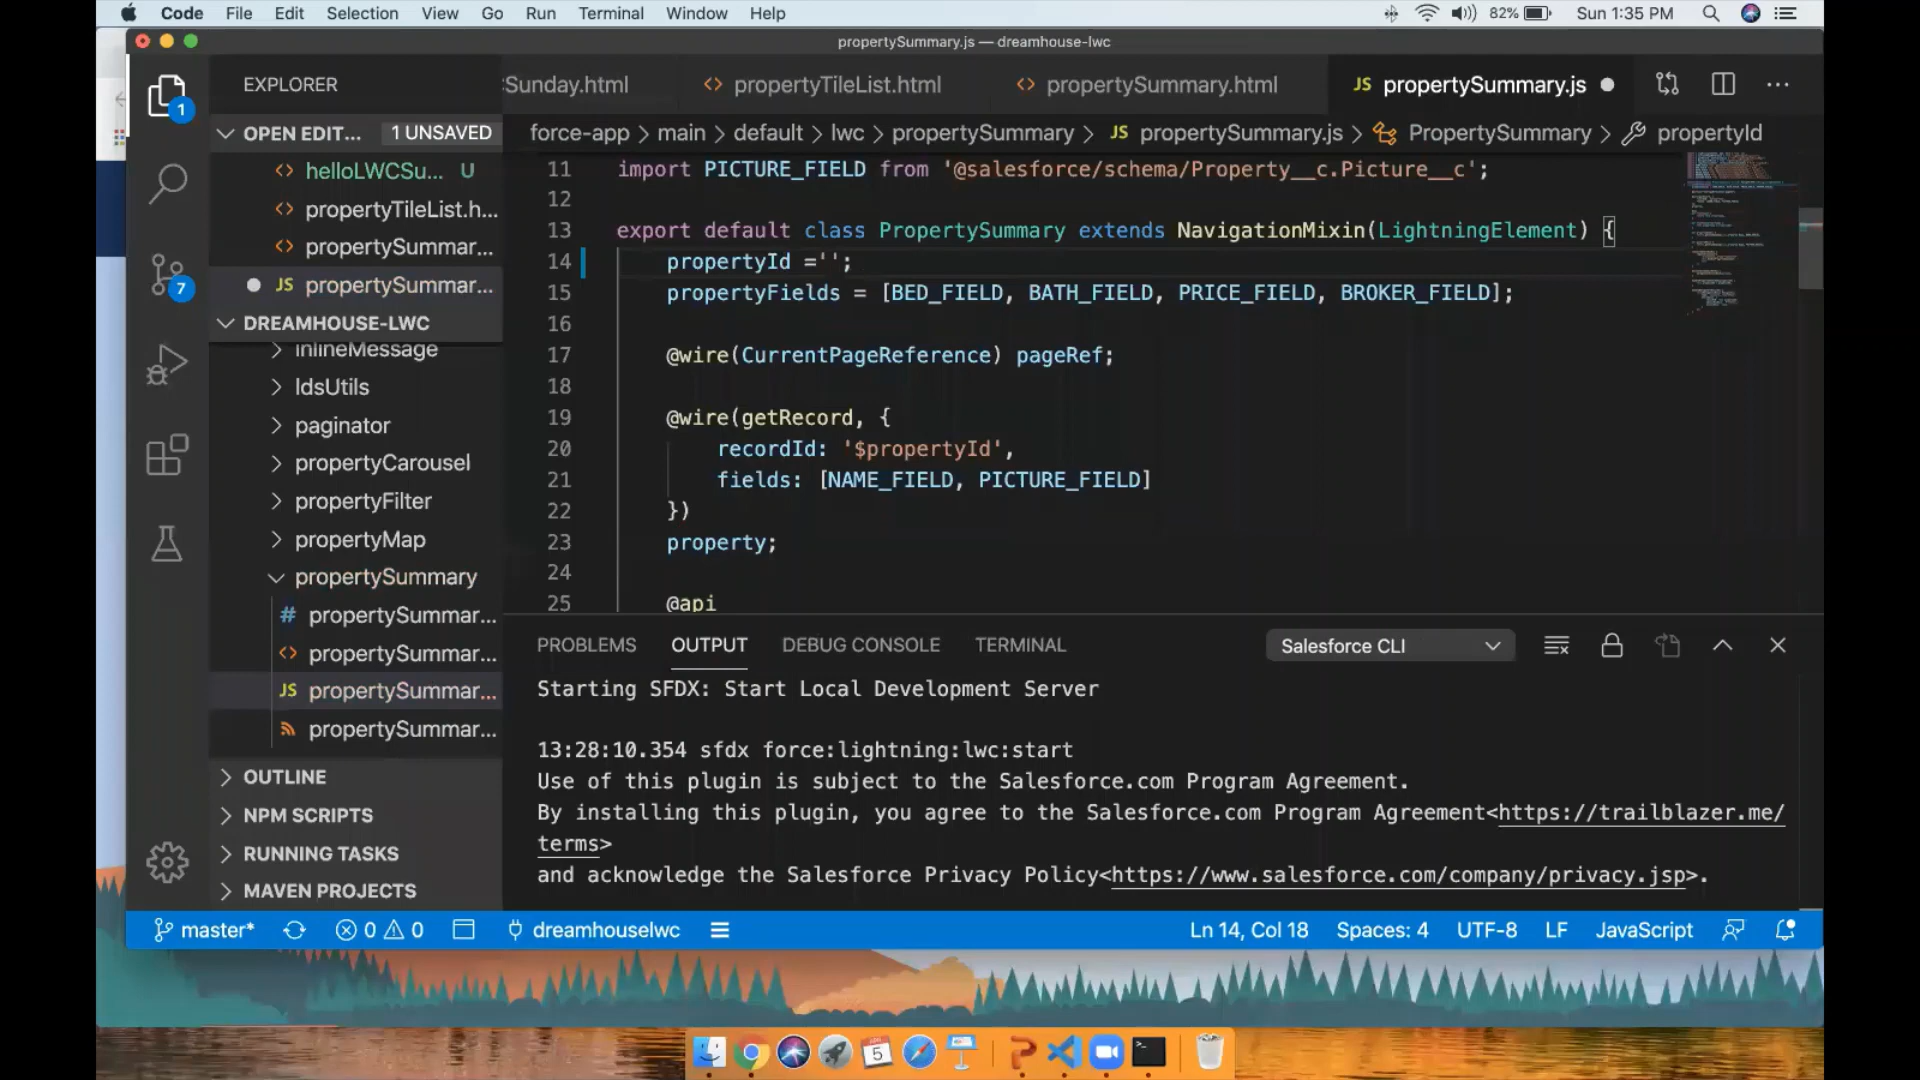 Code File Edit Selection View Go Run Terminal Window Help 82% Sun 1:35 PM
propertySummary.js — dreamhouse-lwc
EXPLORER
Sunday.html propertyTileList.html propertySummary.html JS propertySummary.js
1
OPEN EDIT... 1 UNSAVED
force-app > main > default > lwc > propertySummary > JS propertySummary.js > PropertySummary > propertyId
helloLWCSu... U
propertyTileList.h...
propertySummar...
JS propertySummar...
7
DREAMHOUSE-LWC
inlineMessage
ldsUtils
paginator
propertyCarousel
propertyFilter
propertyMap
propertySummary
# propertySummar...
<> propertySummar...
JS propertySummar...
propertySummar...
OUTLINE
NPM SCRIPTS
RUNNING TASKS
MAVEN PROJECTS
11 import PICTURE_FIELD from '@salesforce/schema/Property__c.Picture__c';
12
13 export default class PropertySummary extends NavigationMixin(LightningElement) {
14 propertyId ='';
15 propertyFields = [BED_FIELD, BATH_FIELD, PRICE_FIELD, BROKER_FIELD];
16
17 @wire(CurrentPageReference) pageRef;
18
19 @wire(getRecord, {
20 recordId: '$propertyId',
21 fields: [NAME_FIELD, PICTURE_FIELD]
22 })
23 property;
24
25 @api
PROBLEMS OUTPUT DEBUG CONSOLE TERMINAL Salesforce CLI
Starting SFDX: Start Local Development Server
13:28:10.354 sfdx force:lightning:lwc:start
Use of this plugin is subject to the Salesforce.com Program Agreement.
By installing this plugin, you agree to the Salesforce.com Program Agreement<https://trailblazer.me/
terms>
and acknowledge the Salesforce Privacy Policy<https://www.salesforce.com/company/privacy.jsp>.
master* 0 0 dreamhouselwc Ln 14, Col 18 Spaces: 4 UTF-8 LF JavaScript
5